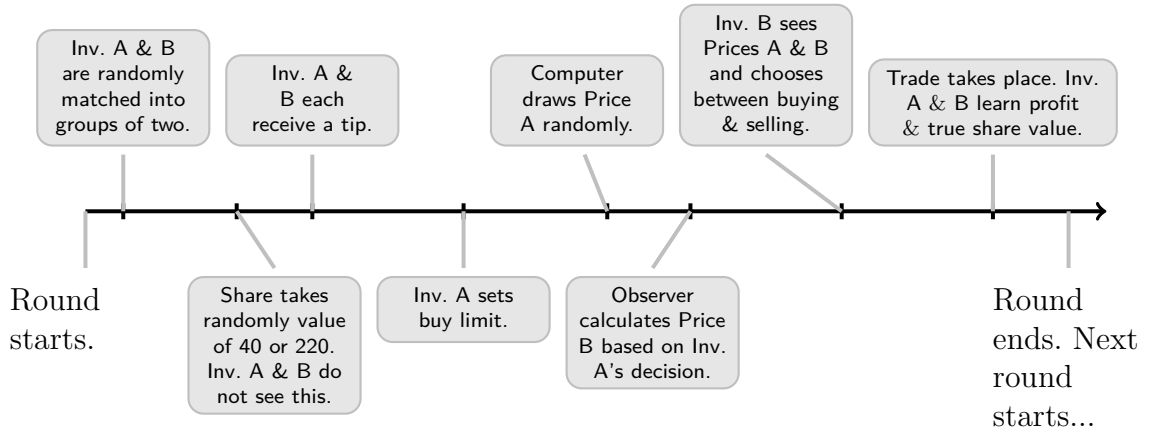 Inv. A & B
are randomly
matched into
groups of two.
Inv. A &
B each
receive a tip.
Computer
draws Price
A randomly.
Inv. B sees
Prices A & B
and chooses
between buying
& selling.
Trade takes place. Inv.
A & B learn profit
& true share value.
Round
starts.
Share takes
randomly value
of 40 or 220.
Inv. A & B do
not see this.
Inv. A sets
buy limit.
Observer
calculates Price
B based on Inv.
A's decision.
Round
ends. Next
round
starts...